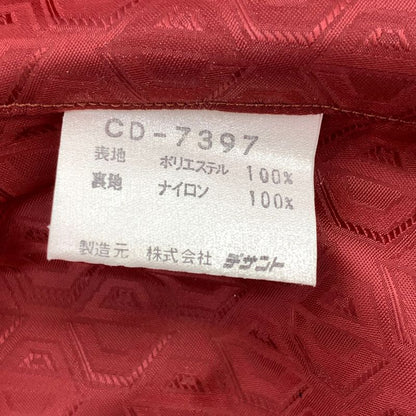 CD-7397
表地 ポリエステル 100%
裏地 ナイロン 100%
製造元 株式会社 デサント